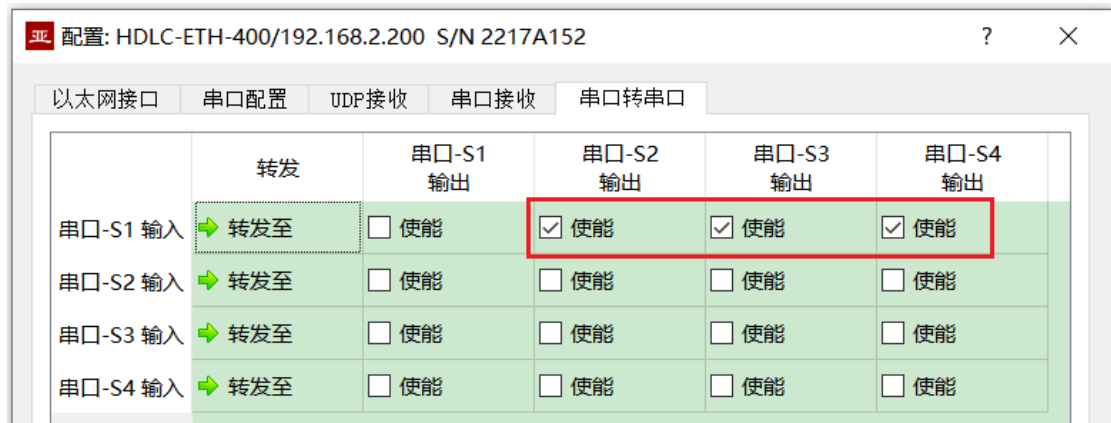 亚 配置: HDLC-ETH-400/192.168.2.200 S/N 2217A152 ? ×
以太网接口 串口配置 UDP接收 串口接收 串口转串口
转发 串口-S1 输出 串口-S2 输出 串口-S3 输出 串口-S4 输出
串口-S1 输入 转发至 使能 使能 使能 使能
串口-S2 输入 转发至 使能 使能 使能 使能
串口-S3 输入 转发至 使能 使能 使能 使能
串口-S4 输入 转发至 使能 使能 使能 使能